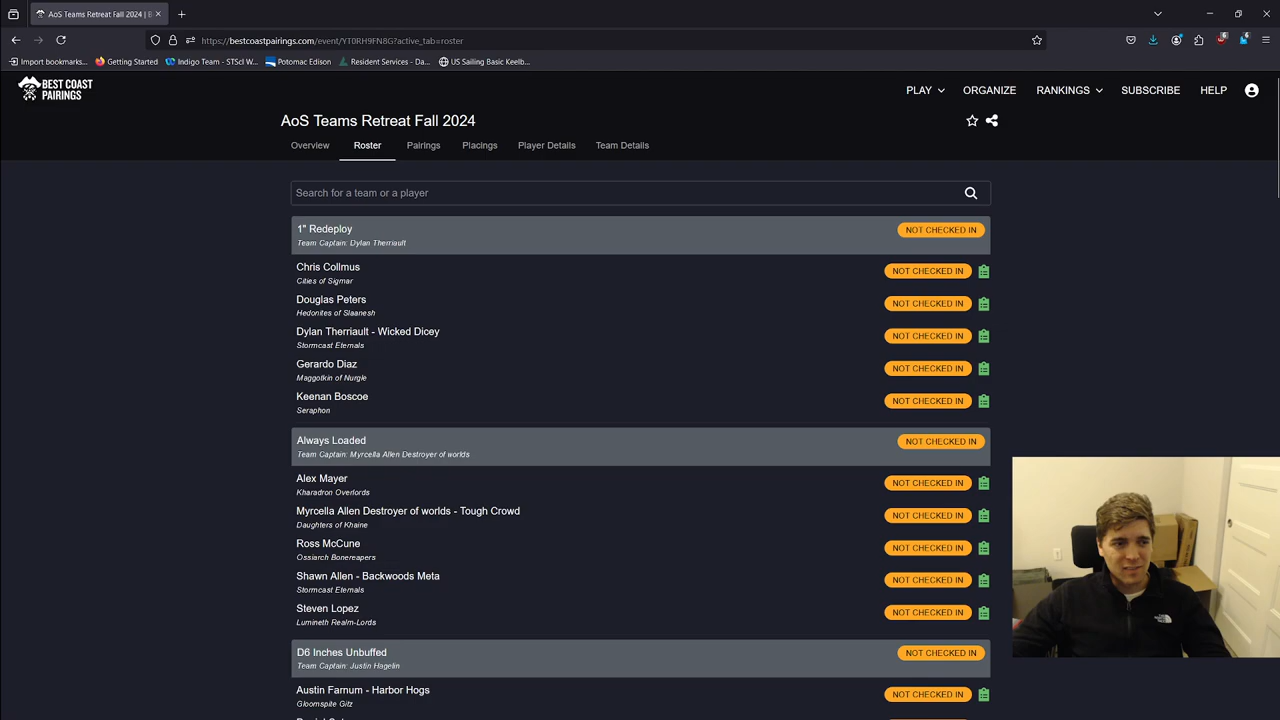 AoS Teams Retreat Fall 2024 | B
https://bestcoastpairings.com/event/YT0RH9FN8G?active_tab=roster
6
6
Import bookmarks...
Getting Started
Indigo Team - STScI W...
Potomac Edison
Resident Services - Da...
US Sailing Basic Keelb...
BEST COAST
PAIRINGS
PLAY
ORGANIZE
RANKINGS
SUBSCRIBE
HELP
AoS Teams Retreat Fall 2024
Overview
Roster
Pairings
Placings
Player Details
Team Details
Search for a team or a player
1" Redeploy
NOT CHECKED IN
Team Captain: Dylan Therriault
Chris Collmus
NOT CHECKED IN
Cities of Sigmar
Douglas Peters
NOT CHECKED IN
Hedonites of Slaanesh
Dylan Therriault - Wicked Dicey
NOT CHECKED IN
Stormcast Eternals
Gerardo Diaz
NOT CHECKED IN
Maggotkin of Nurgle
Keenan Boscoe
NOT CHECKED IN
Seraphon
Always Loaded
NOT CHECKED IN
Team Captain: Myrcella Allen Destroyer of worlds
Alex Mayer
NOT CHECKED IN
Kharadron Overlords
Myrcella Allen Destroyer of worlds - Tough Crowd
NOT CHECKED IN
Daughters of Khaine
Ross McCune
NOT CHECKED IN
Ossiarch Bonereapers
Shawn Allen - Backwoods Meta
NOT CHECKED IN
Stormcast Eternals
Steven Lopez
NOT CHECKED IN
Lumineth Realm-Lords
D6 Inches Unbuffed
NOT CHECKED IN
Team Captain: Justin Hagelin
Austin Farnum - Harbor Hogs
NOT CHECKED IN
Gloomspite Gitz